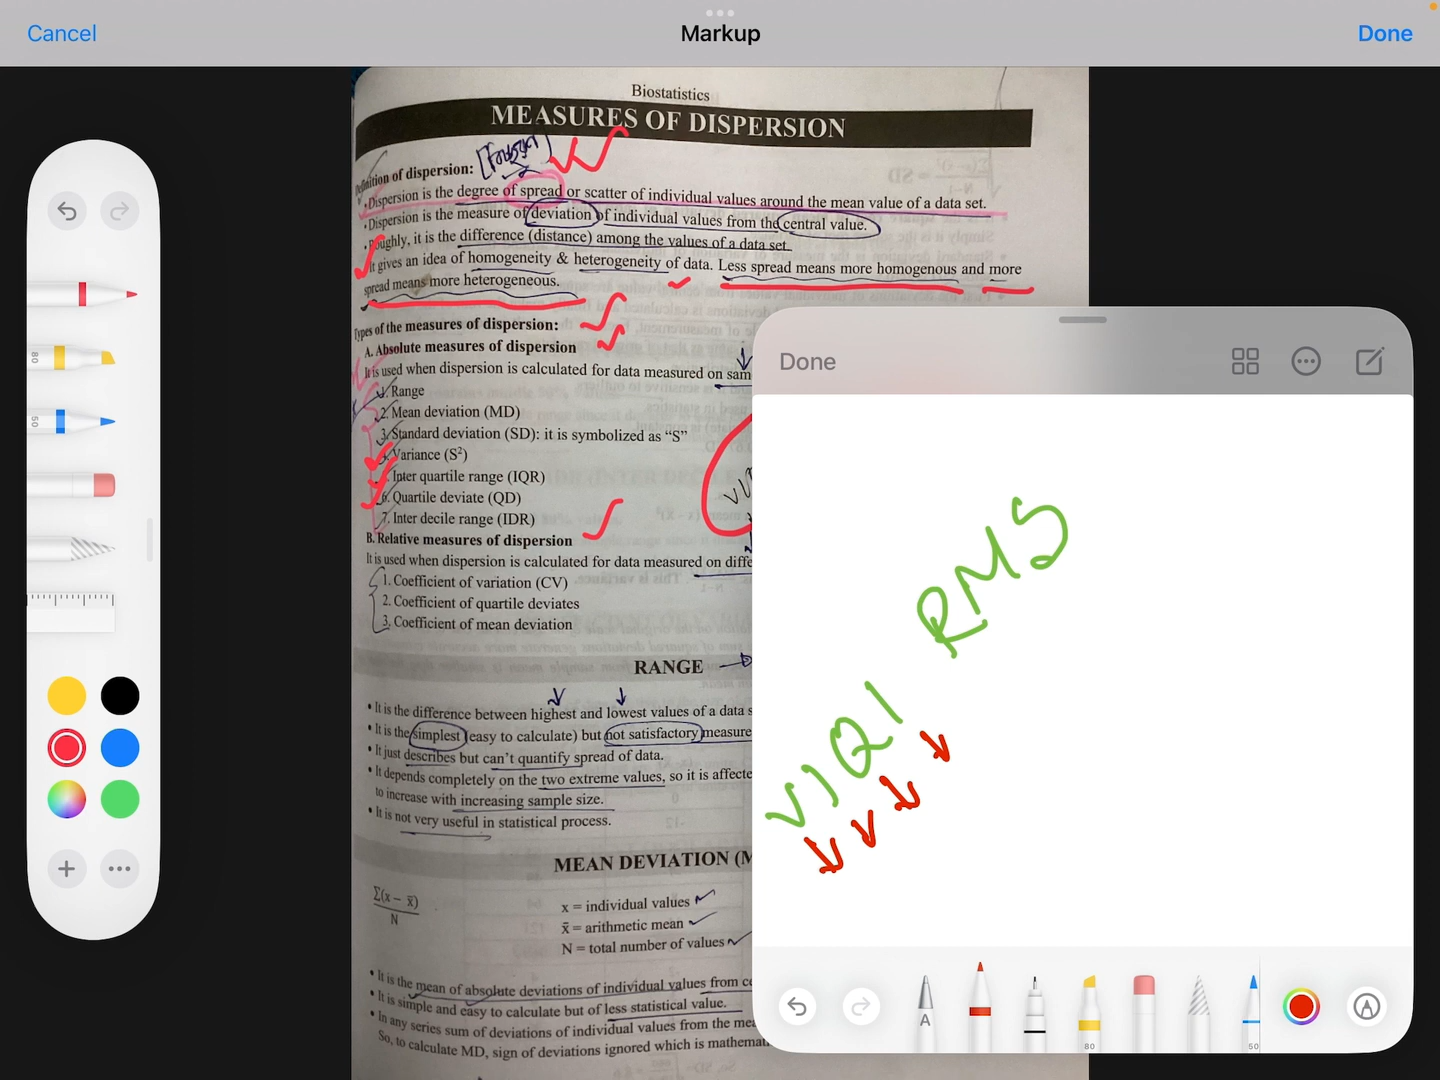 Cancel
Markup
Done
Biostatistics
MEASURES OF DISPERSION
Definition of dispersion:
• Dispersion is the degree of spread or scatter of individual values around the mean value of a data set.
• Dispersion is the measure of deviation of individual values from the central value.
• Roughly, it is the difference (distance) among the values of a data set.
It gives an idea of homogeneity & heterogeneity of data. Less spread means more homogenous and more
spread means more heterogeneous.
Types of the measures of dispersion:
A. Absolute measures of dispersion
It is used when dispersion is calculated for data measured on sam
1. Range
2. Mean deviation (MD)
3. Standard deviation (SD): it is symbolized as “S”
4. Variance (S²)
5. Inter quartile range (IQR)
6. Quartile deviate (QD)
7. Inter decile range (IDR)
B. Relative measures of dispersion
It is used when dispersion is calculated for data measured on diffe
1. Coefficient of variation (CV)
2. Coefficient of quartile deviates
3. Coefficient of mean deviation
RANGE
• It is the difference between highest and lowest values of a data s
• It is the simplest (easy to calculate) but not satisfactory measure
• It just describes but can’t quantify spread of data.
• It depends completely on the two extreme values, so it is affecte
to increase with increasing sample size.
• It is not very useful in statistical process.
MEAN DEVIATION (M
Σ(x – x̄)
N
x = individual values
x̄ = arithmetic mean
N = total number of values
• It is the mean of absolute deviations of individual values from ce
• It is simple and easy to calculate but of less statistical value.
• In any series sum of deviations of individual values from the mea
So, to calculate MD, sign of deviations ignored which is mathemat
Done
VIQI RMS
80
50
A
80
50